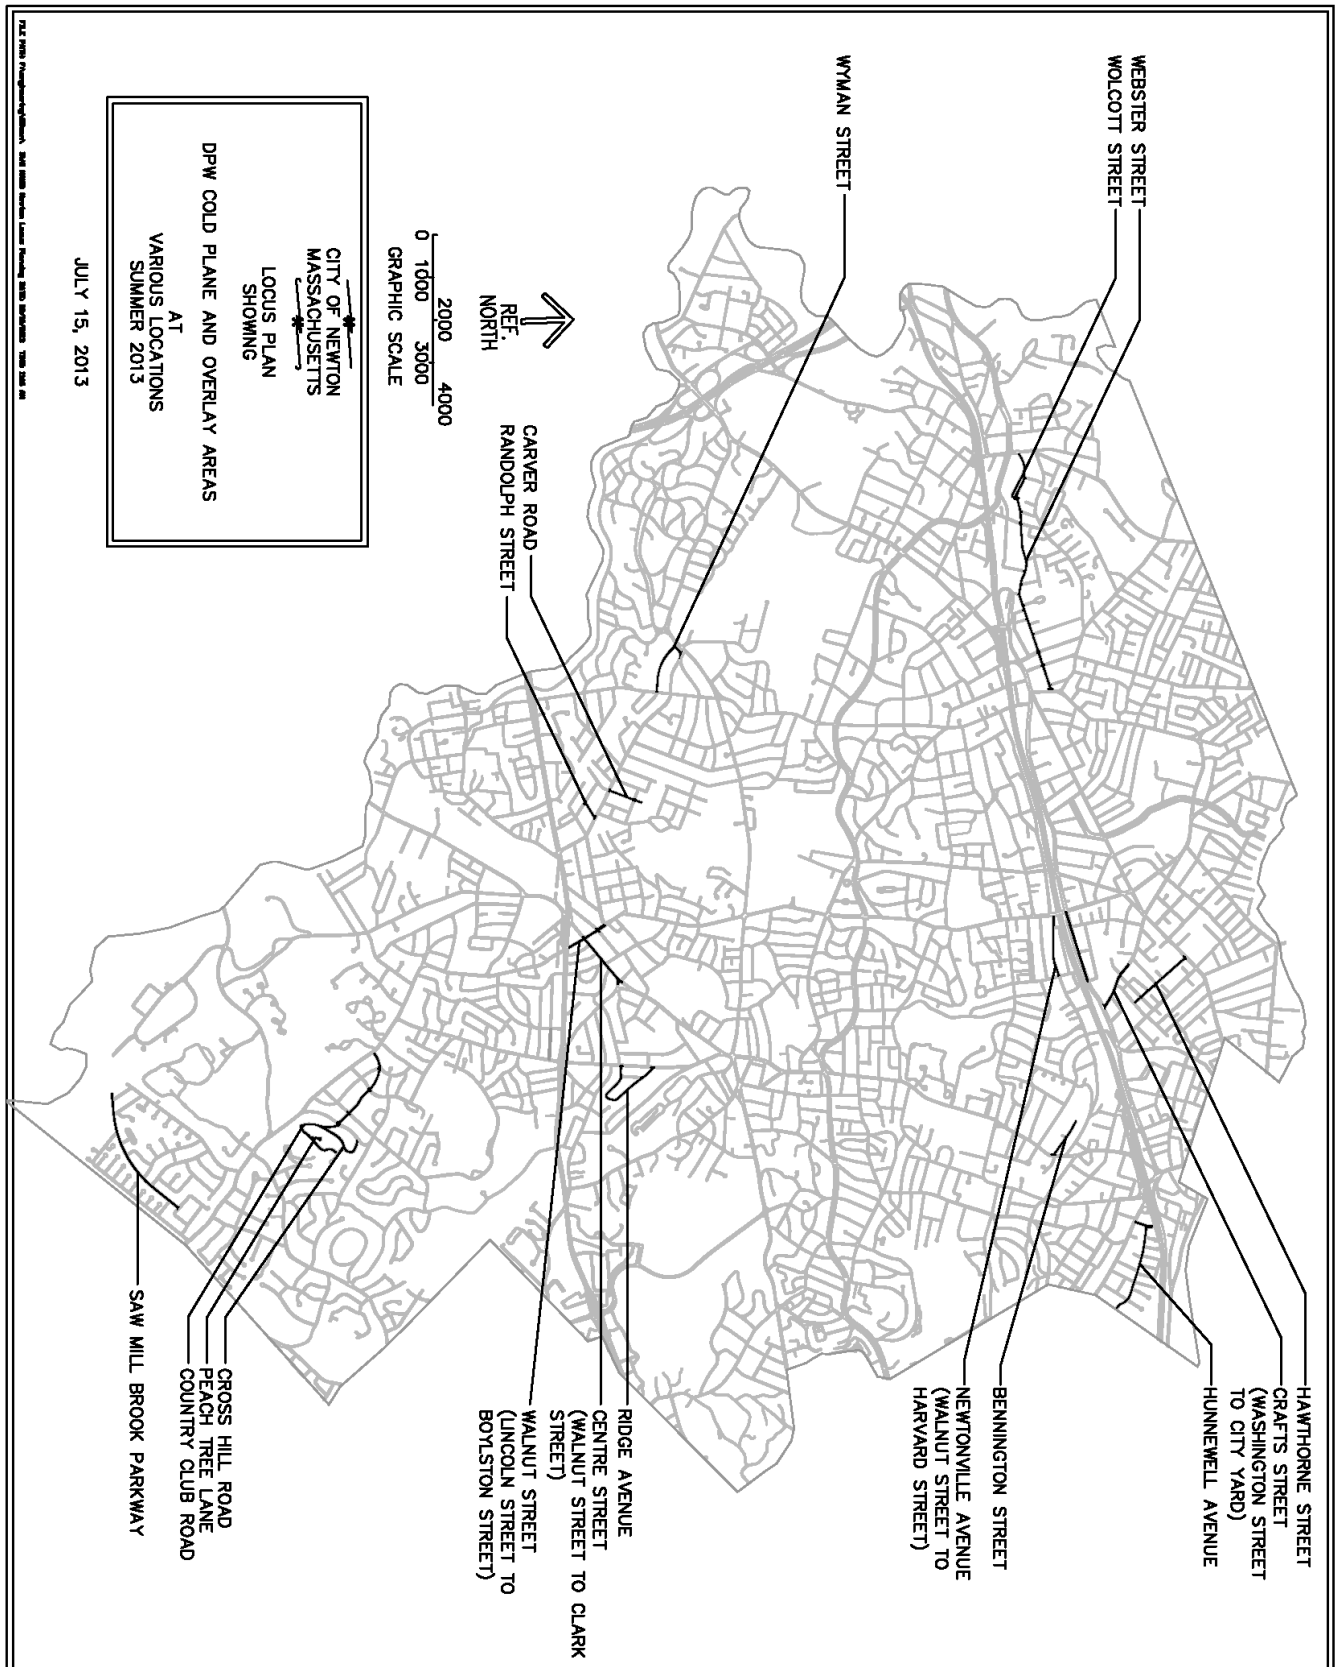 WEBSTER STREET
WOLCOTT STREET
WYMAN STREET
HAWTHORNE STREET
CRAFTS STREET
(WASHINGTON STREET
TO CITY YARD)
HUNNEWELL AVENUE
BENNINGTON STREET
NEWTONVILLE AVENUE
(WALNUT STREET TO
HARVARD STREET)
CARVER ROAD
RANDOLPH STREET
RIDGE AVENUE
CENTRE STREET
(WALNUT STREET TO CLARK
STREET)
WALNUT STREET
(LINCOLN STREET TO
BOYLSTON STREET)
CROSS HILL ROAD
PEACH TREE LANE
COUNTRY CLUB ROAD
SAW MILL BROOK PARKWAY
REF.
NORTH
0 1000 2000 3000 4000
GRAPHIC SCALE
CITY OF NEWTON
MASSACHUSETTS
LOCUS PLAN
SHOWING
DPW COLD PLANE AND OVERLAY AREAS
AT
VARIOUS LOCATIONS
SUMMER 2013
JULY 15, 2013